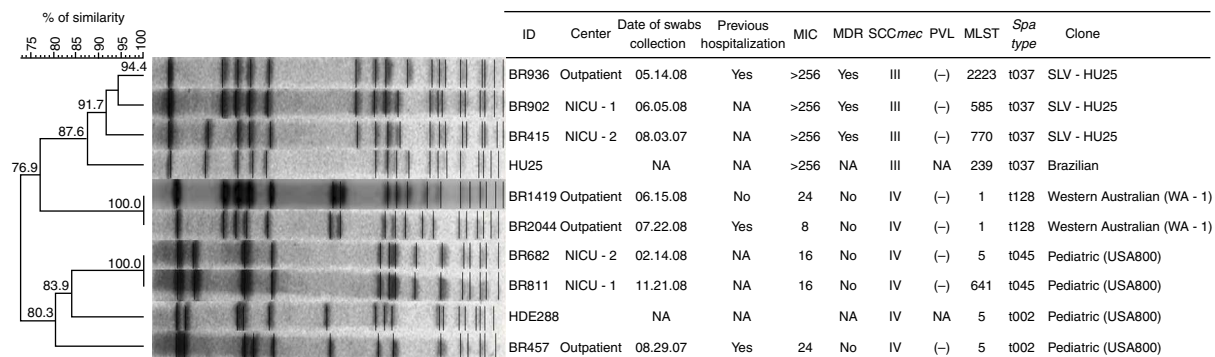 % of similarity
75 80 85 90 95 100
94.4
91.7
87.6
76.9
100.0
100.0
83.9
80.3
ID Center Date of swabs collection Previous hospitalization MIC MDR SCCmec PVL MLST Spa type Clone
BR936 Outpatient 05.14.08 Yes >256 Yes III (–) 2223 t037 SLV - HU25
BR902 NICU - 1 06.05.08 NA >256 Yes III (–) 585 t037 SLV - HU25
BR415 NICU - 2 08.03.07 NA >256 Yes III (–) 770 t037 SLV - HU25
HU25 NA NA >256 NA III NA 239 t037 Brazilian
BR1419 Outpatient 06.15.08 No 24 No IV (–) 1 t128 Western Australian (WA - 1)
BR2044 Outpatient 07.22.08 Yes 8 No IV (–) 1 t128 Western Australian (WA - 1)
BR682 NICU - 2 02.14.08 NA 16 No IV (–) 5 t045 Pediatric (USA800)
BR811 NICU - 1 11.21.08 NA 16 No IV (–) 641 t045 Pediatric (USA800)
HDE288 NA NA NA IV NA 5 t002 Pediatric (USA800)
BR457 Outpatient 08.29.07 Yes 24 No IV (–) 5 t002 Pediatric (USA800)